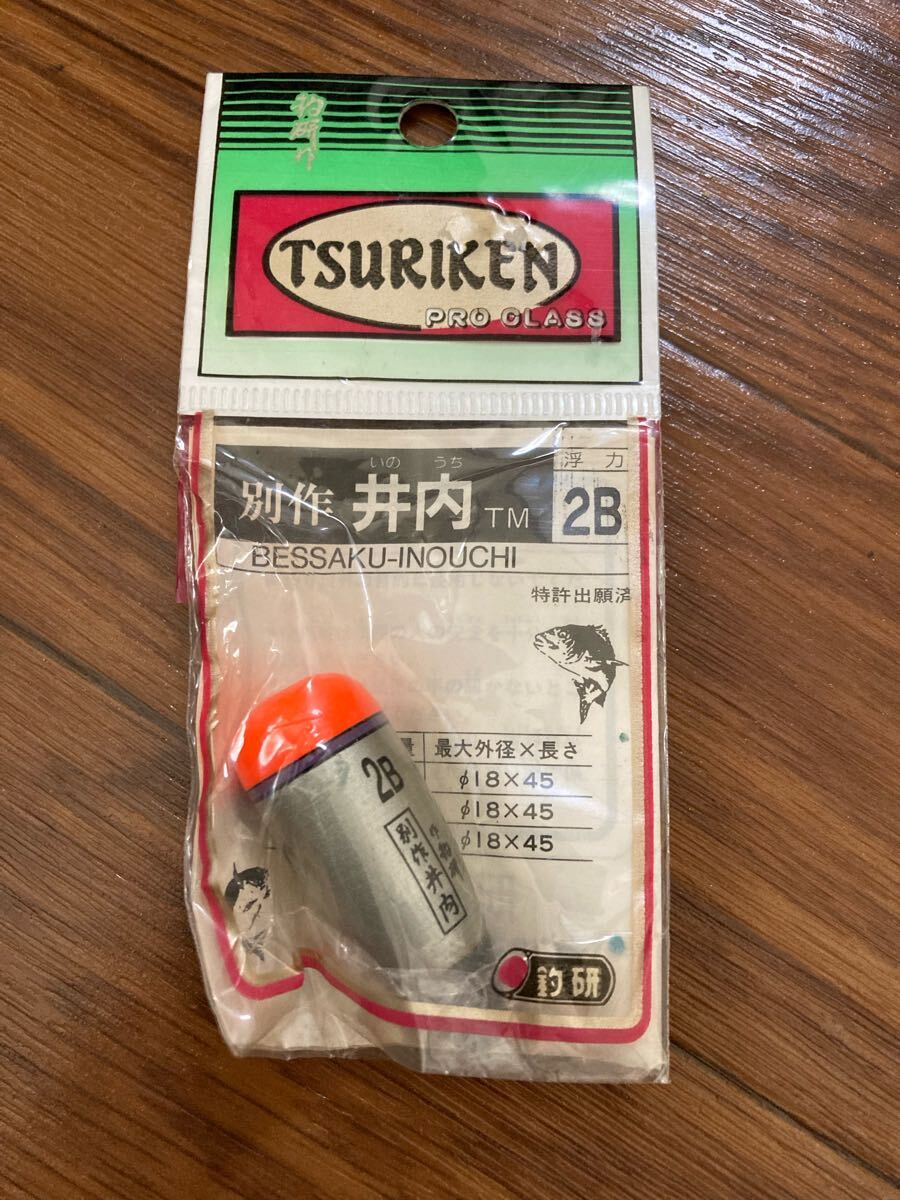 釣研作
TSURIKEN
PRO CLASS
いの うち
別作 井内 TM
浮力
2B
BESSAKU-INOUCHI
特許出願済
量 最大外径×長さ
φ18×45
φ18×45
φ18×45
2B
別作井内
釣研